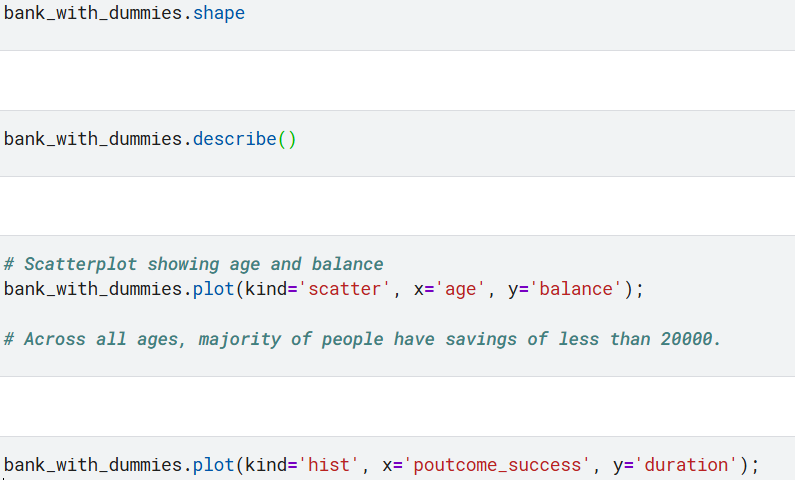 bank_with_dummies.shape
bank_with_dummies.describe()
# Scatterplot showing age and balance
bank_with_dummies.plot(kind='scatter', x='age', y='balance');
# Across all ages, majority of people have savings of less than 20000.
bank_with_dummies.plot(kind='hist', x='poutcome_success', y='duration');